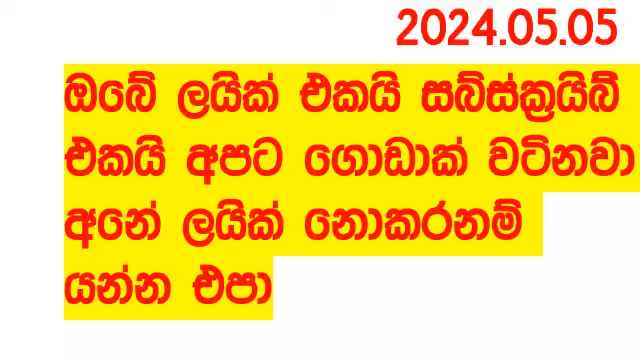 2024.05.05
ඔබේ ලයික් එකයි සබ්ස්ක්‍රයිබ්
එකයි අපට ගොඩාක් වටිනවා
අනේ ලයික් නොකරනම්
යන්න එපා